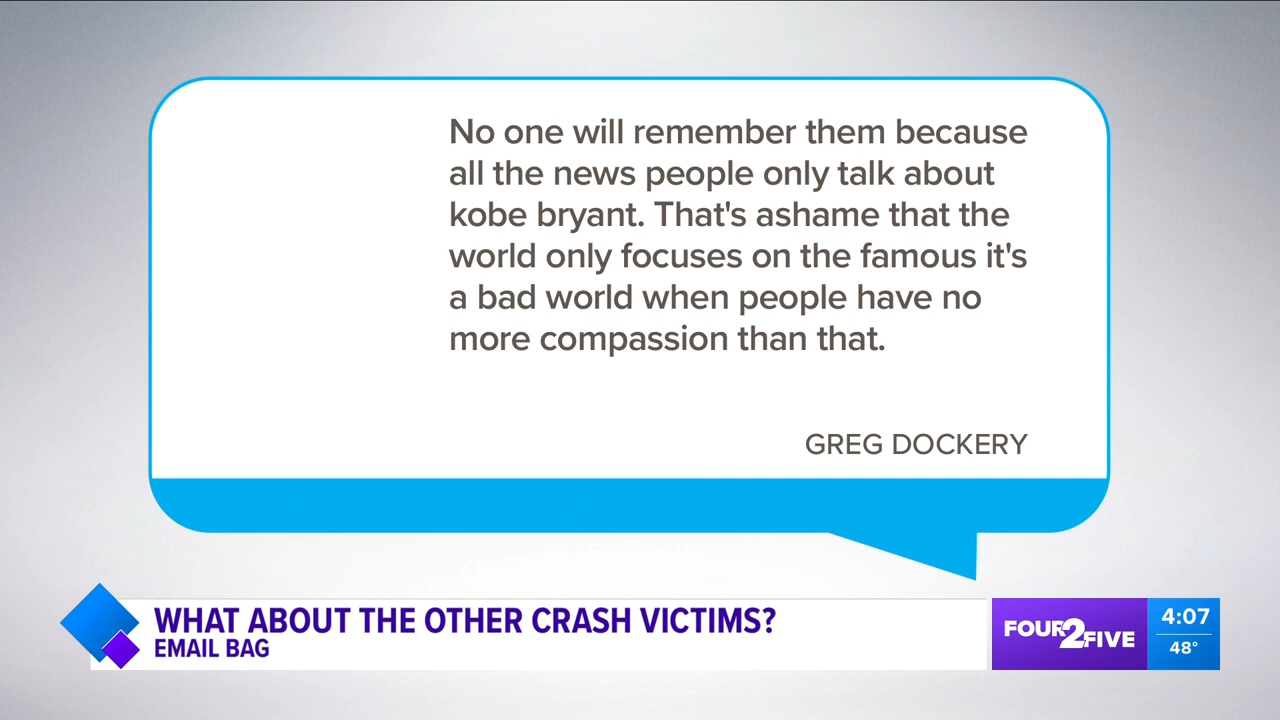 No one will remember them because
all the news people only talk about
kobe bryant. That's ashame that the
world only focuses on the famous it's
a bad world when people have no
more compassion than that.
GREG DOCKERY
WHAT ABOUT THE OTHER CRASH VICTIMS?
EMAIL BAG
FOUR2FIVE
4:07
48°